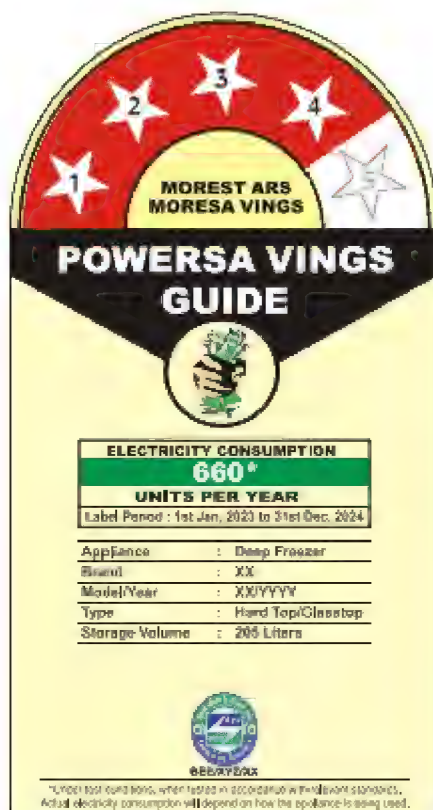 1 2 3 4 5
MOREST ARS
MORESA VINGS
POWERSA VINGS
GUIDE
ELECTRICITY CONSUMPTION
660*
UNITS PER YEAR
Label Period : 1st Jan, 2023 to 31st Dec, 2024
Appliance : Deep Freezer
Brand : XX
Model/Year : XX/YYYY
Type : Hard Top/Glasstop
Storage Volume : 205 Liters
*Under test conditions, when tested in accordance with relevant standards.
Actual electricity consumption will depend on how the appliance is being used.